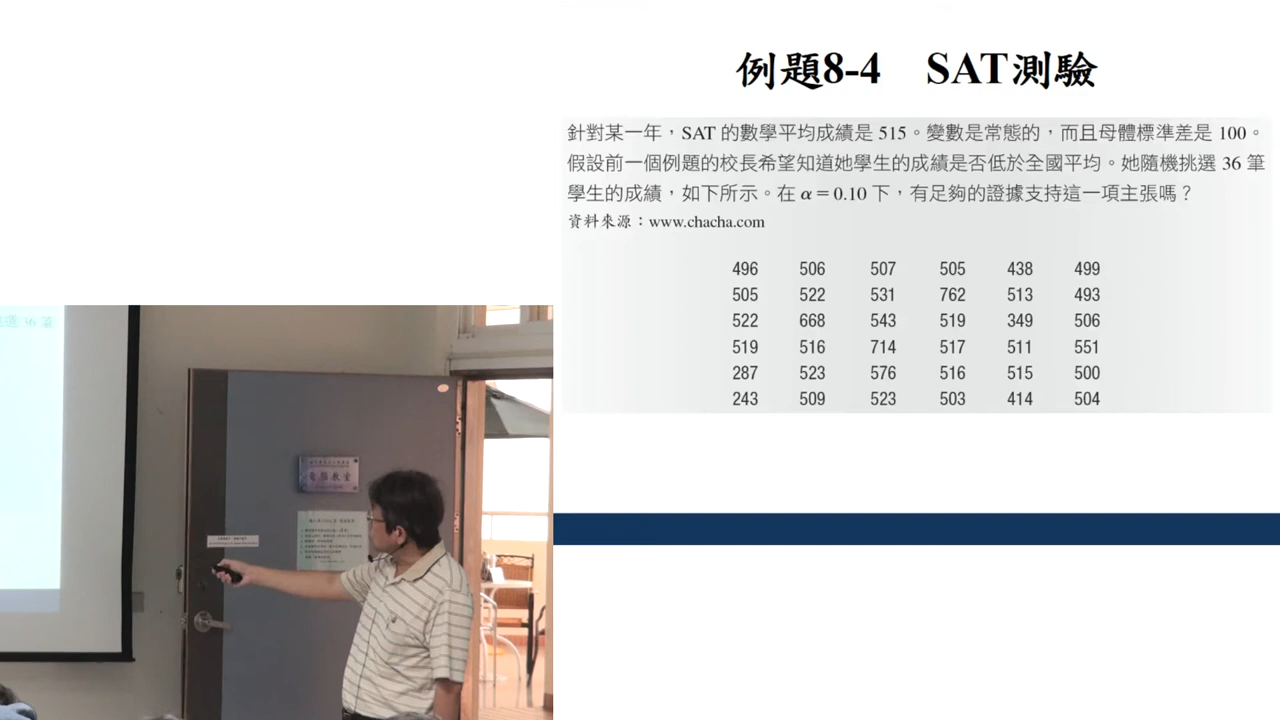 例題8-4 SAT測驗
針對某一年，SAT 的數學平均成績是 515。變數是常態的，而且母體標準差是 100。
假設前一個例題的校長希望知道她學生的成績是否低於全國平均。她隨機挑選 36 筆
學生的成績，如下所示。在 α = 0.10 下，有足夠的證據支持這一項主張嗎？
資料來源：www.chacha.com
496 506 507 505 438 499
505 522 531 762 513 493
522 668 543 519 349 506
519 516 714 517 511 551
287 523 576 516 515 500
243 509 523 503 414 504
選 36 筆
電腦教室